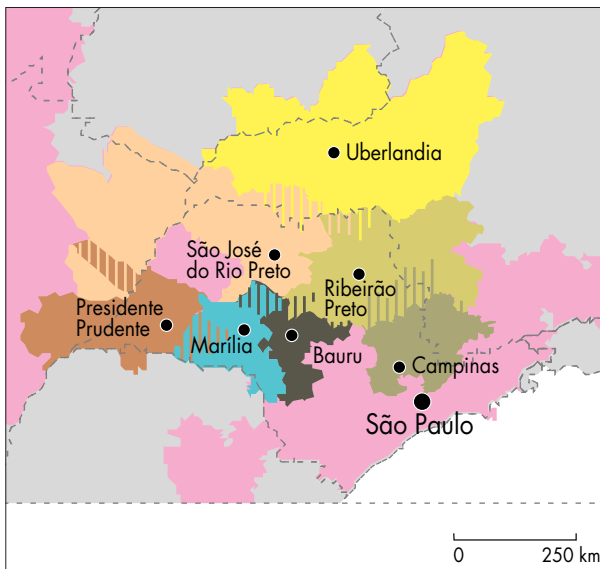 Uberlandia
São José
do Rio Preto
Ribeirão
Preto
Presidente
Prudente
Marília
Bauru
Campinas
São Paulo
0 250 km